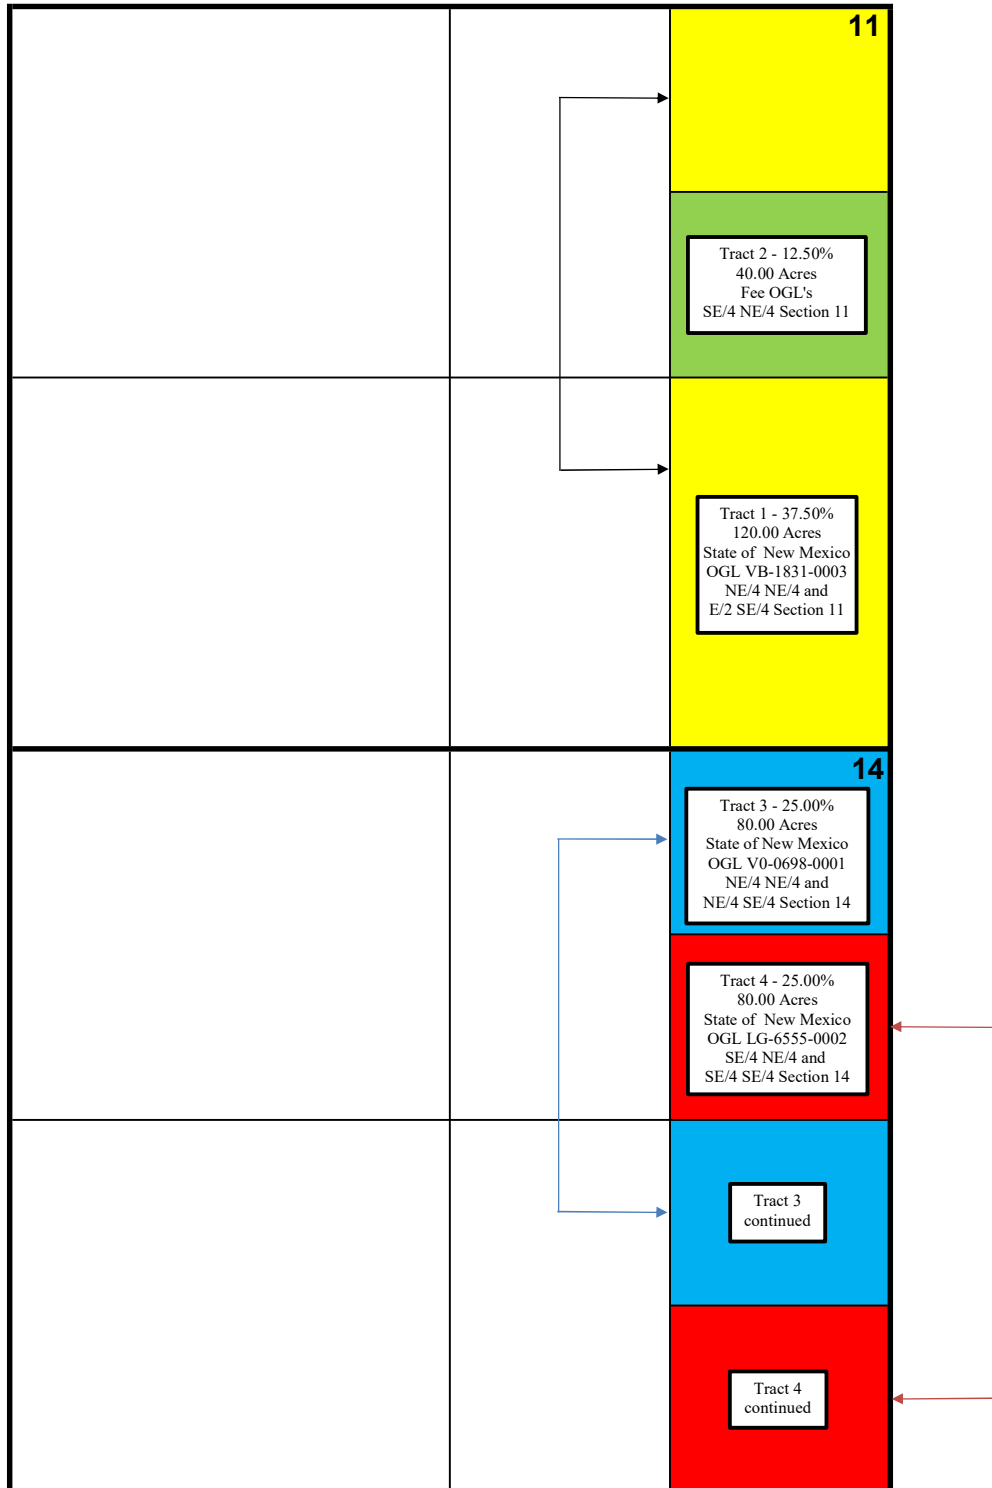 11
Tract 2 - 12.50%
40.00 Acres
Fee OGL's
SE/4 NE/4 Section 11
Tract 1 - 37.50%
120.00 Acres
State of New Mexico
OGL VB-1831-0003
NE/4 NE/4 and
E/2 SE/4 Section 11
14
Tract 3 - 25.00%
80.00 Acres
State of New Mexico
OGL V0-0698-0001
NE/4 NE/4 and
NE/4 SE/4 Section 14
Tract 4 - 25.00%
80.00 Acres
State of New Mexico
OGL LG-6555-0002
SE/4 NE/4 and
SE/4 SE/4 Section 14
Tract 3
continued
Tract 4
continued